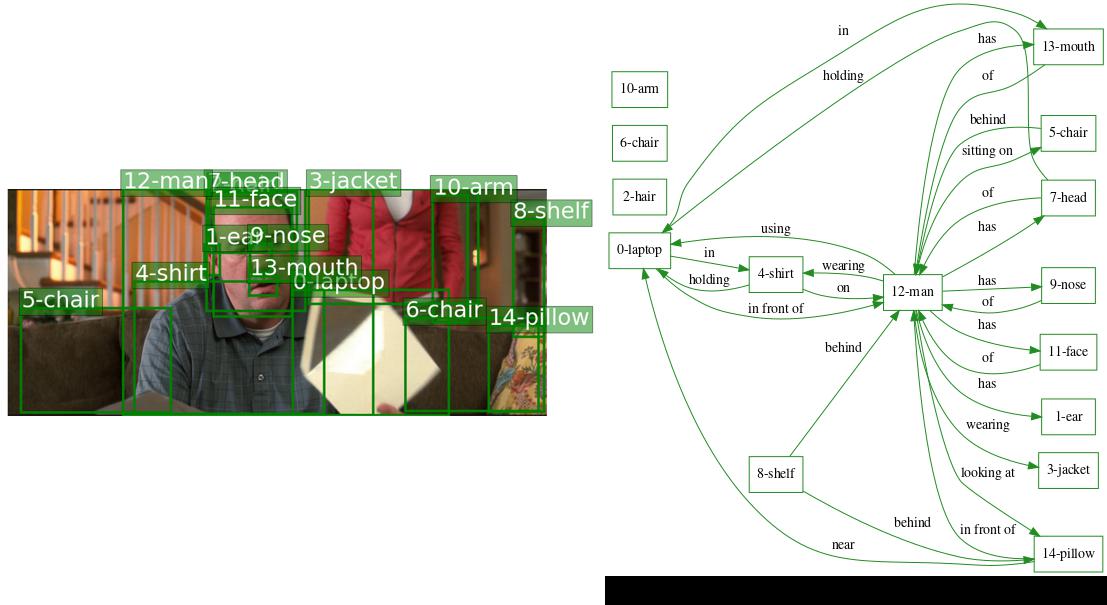 12-man
7-head
3-jacket
10-arm
11-face
8-shelf
1-ear
9-nose
4-shirt
13-mouth
0-laptop
5-chair
6-chair
14-pillow
in
13-mouth
has
holding
of
10-arm
behind
5-chair
6-chair
sitting on
2-hair
of
7-head
has
using
0-laptop
in
4-shirt
wearing
holding
on
12-man
has
9-nose
of
in front of
has
11-face
behind
of
has
1-ear
wearing
3-jacket
8-shelf
looking at
behind
in front of
near
14-pillow